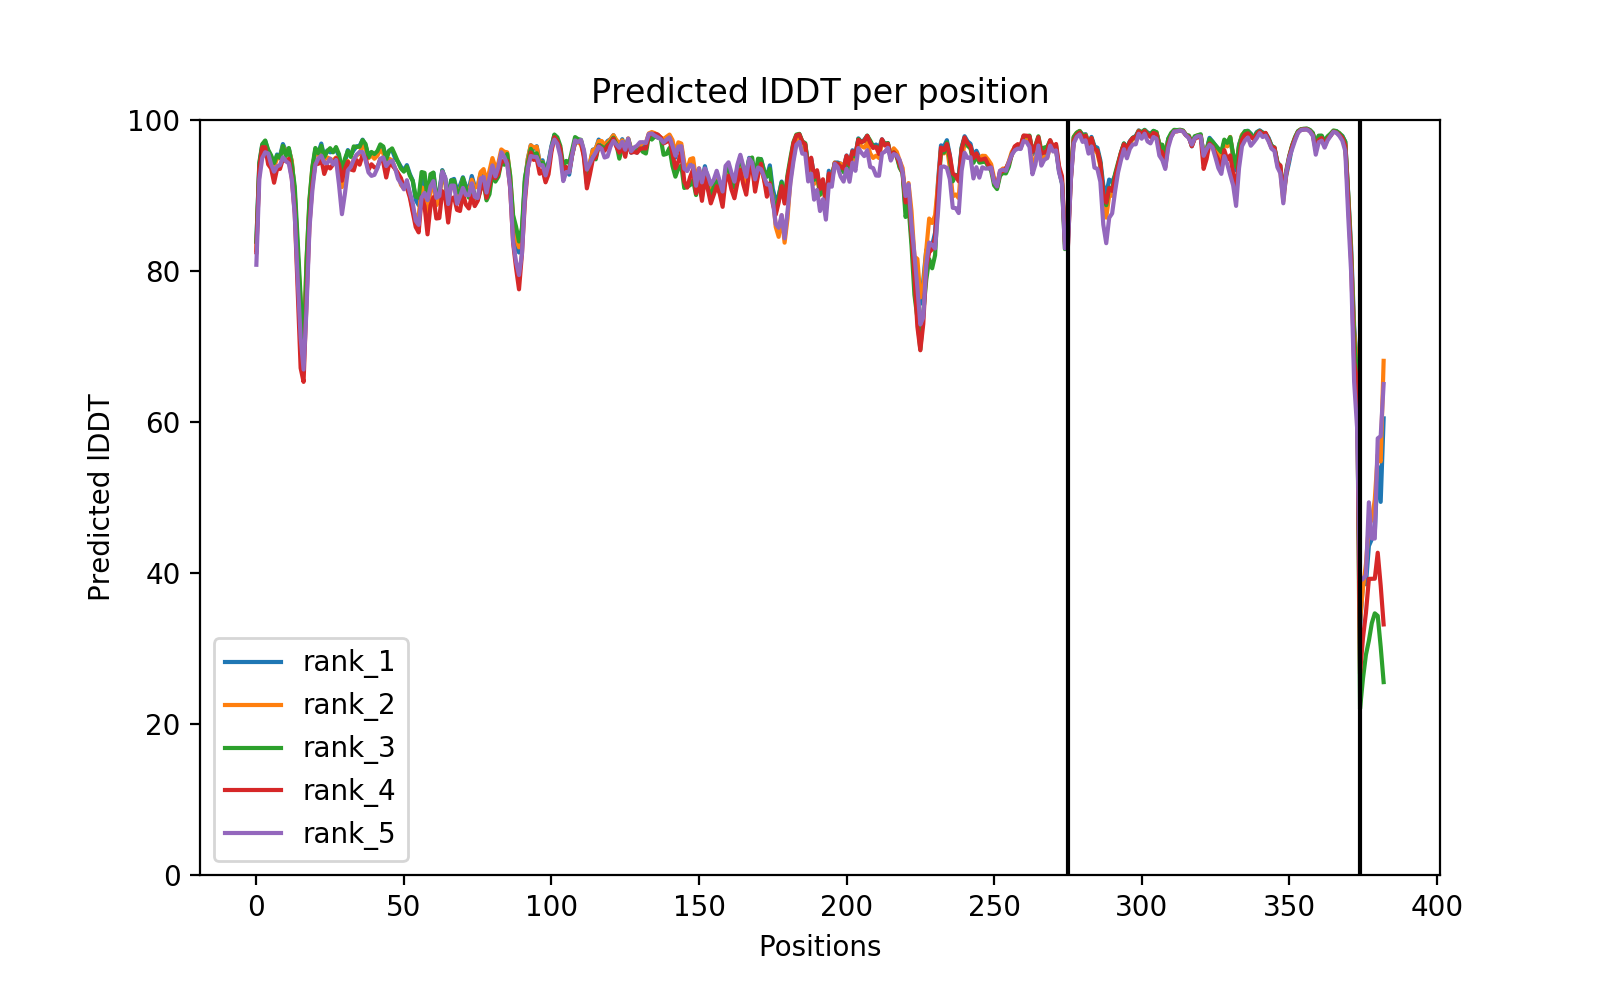 Predicted lDDT per position
100
80
60
40
20
0
Predicted lDDT
rank_1
rank_2
rank_3
rank_4
rank_5
0 50 100 150 200 250 300 350 400
Positions